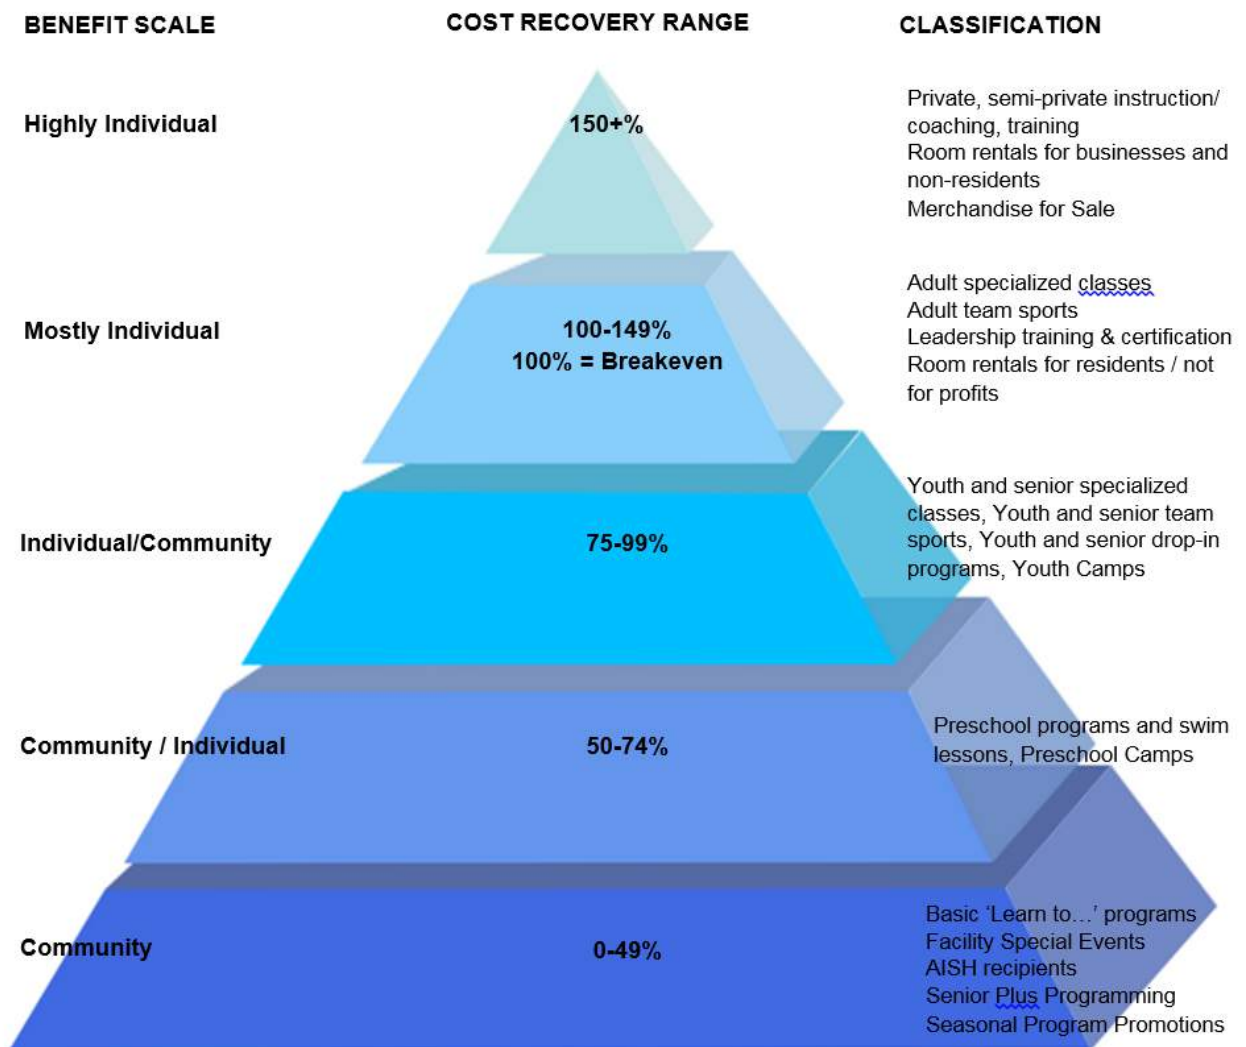 BENEFIT SCALE
COST RECOVERY RANGE
CLASSIFICATION
Highly Individual
150+%
Private, semi-private instruction/
coaching, training
Room rentals for businesses and
non-residents
Merchandise for Sale
Mostly Individual
100-149%
100% = Breakeven
Adult specialized classes
Adult team sports
Leadership training & certification
Room rentals for residents / not
for profits
Individual/Community
75-99%
Youth and senior specialized
classes, Youth and senior team
sports, Youth and senior drop-in
programs, Youth Camps
Community / Individual
50-74%
Preschool programs and swim
lessons, Preschool Camps
Community
0-49%
Basic ‘Learn to…’ programs
Facility Special Events
AISH recipients
Senior Plus Programming
Seasonal Program Promotions